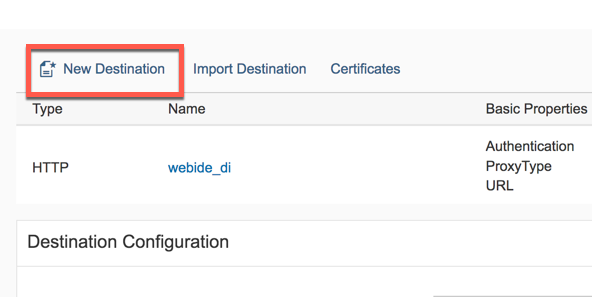 New Destination Import Destination Certificates
Type Name Basic Properties
HTTP webide_di Authentication
ProxyType
URL
Destination Configuration